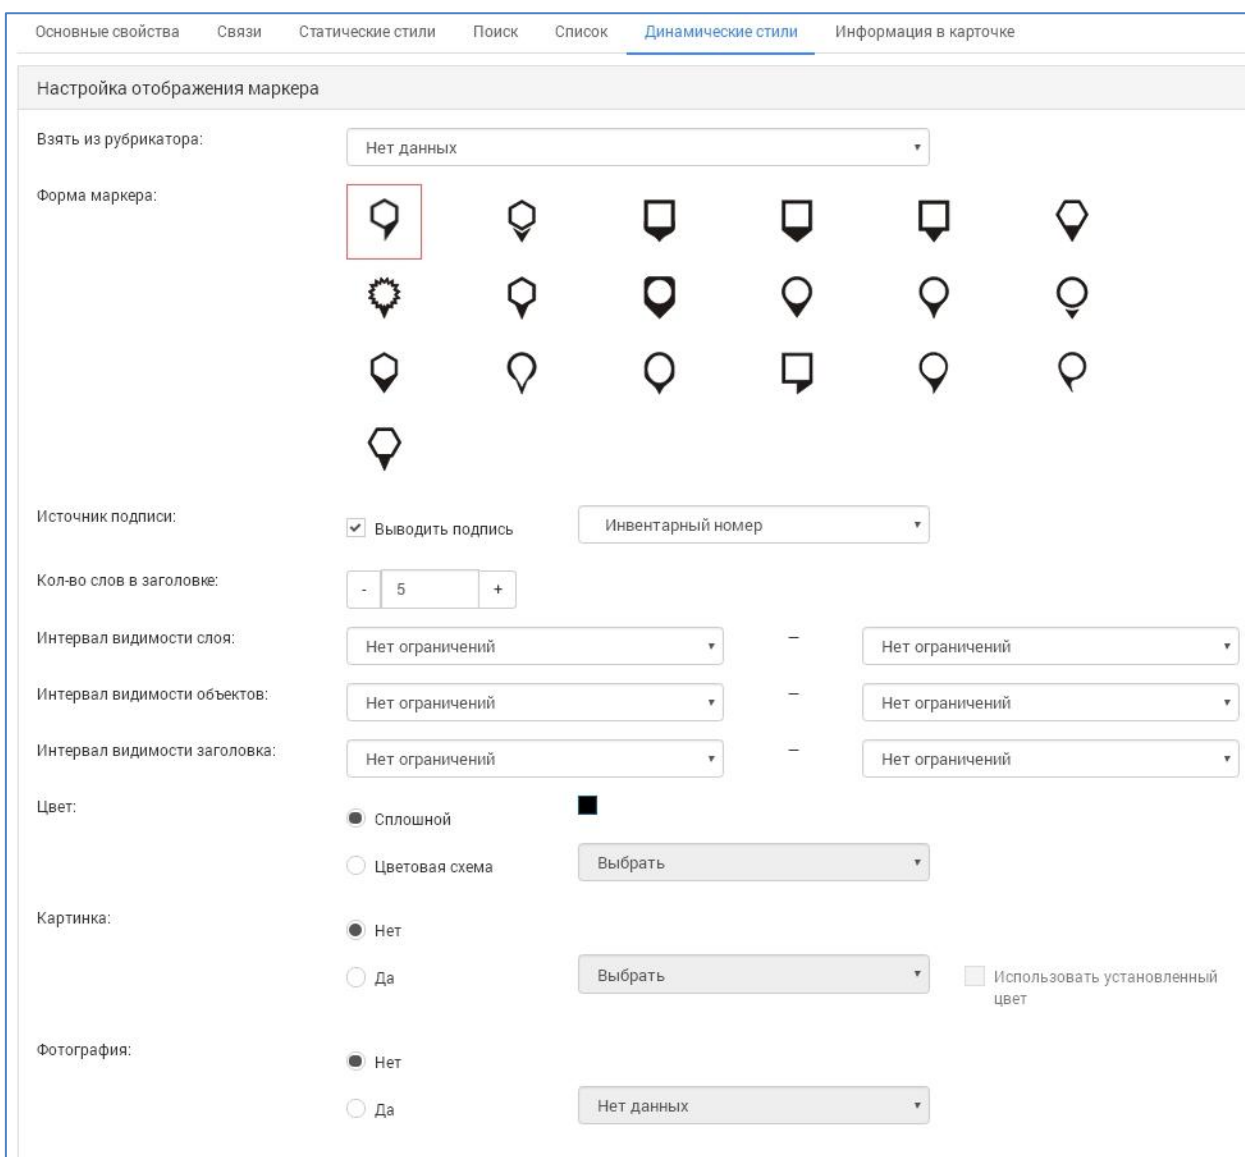 Основные свойства Связи Статические стили Поиск Список Динамические стили Информация в карточке
Настройка отображения маркера
Взять из рубрикатора: Нет данных
Форма маркера:
Источник подписи: Выводить подпись Инвентарный номер
Кол-во слов в заголовке: - 5 +
Интервал видимости слоя: Нет ограничений – Нет ограничений
Интервал видимости объектов: Нет ограничений – Нет ограничений
Интервал видимости заголовка: Нет ограничений – Нет ограничений
Цвет: Сплошной
Цветовая схема Выбрать
Картинка: Нет
Да Выбрать Использовать установленный
цвет
Фотография: Нет
Да Нет данных